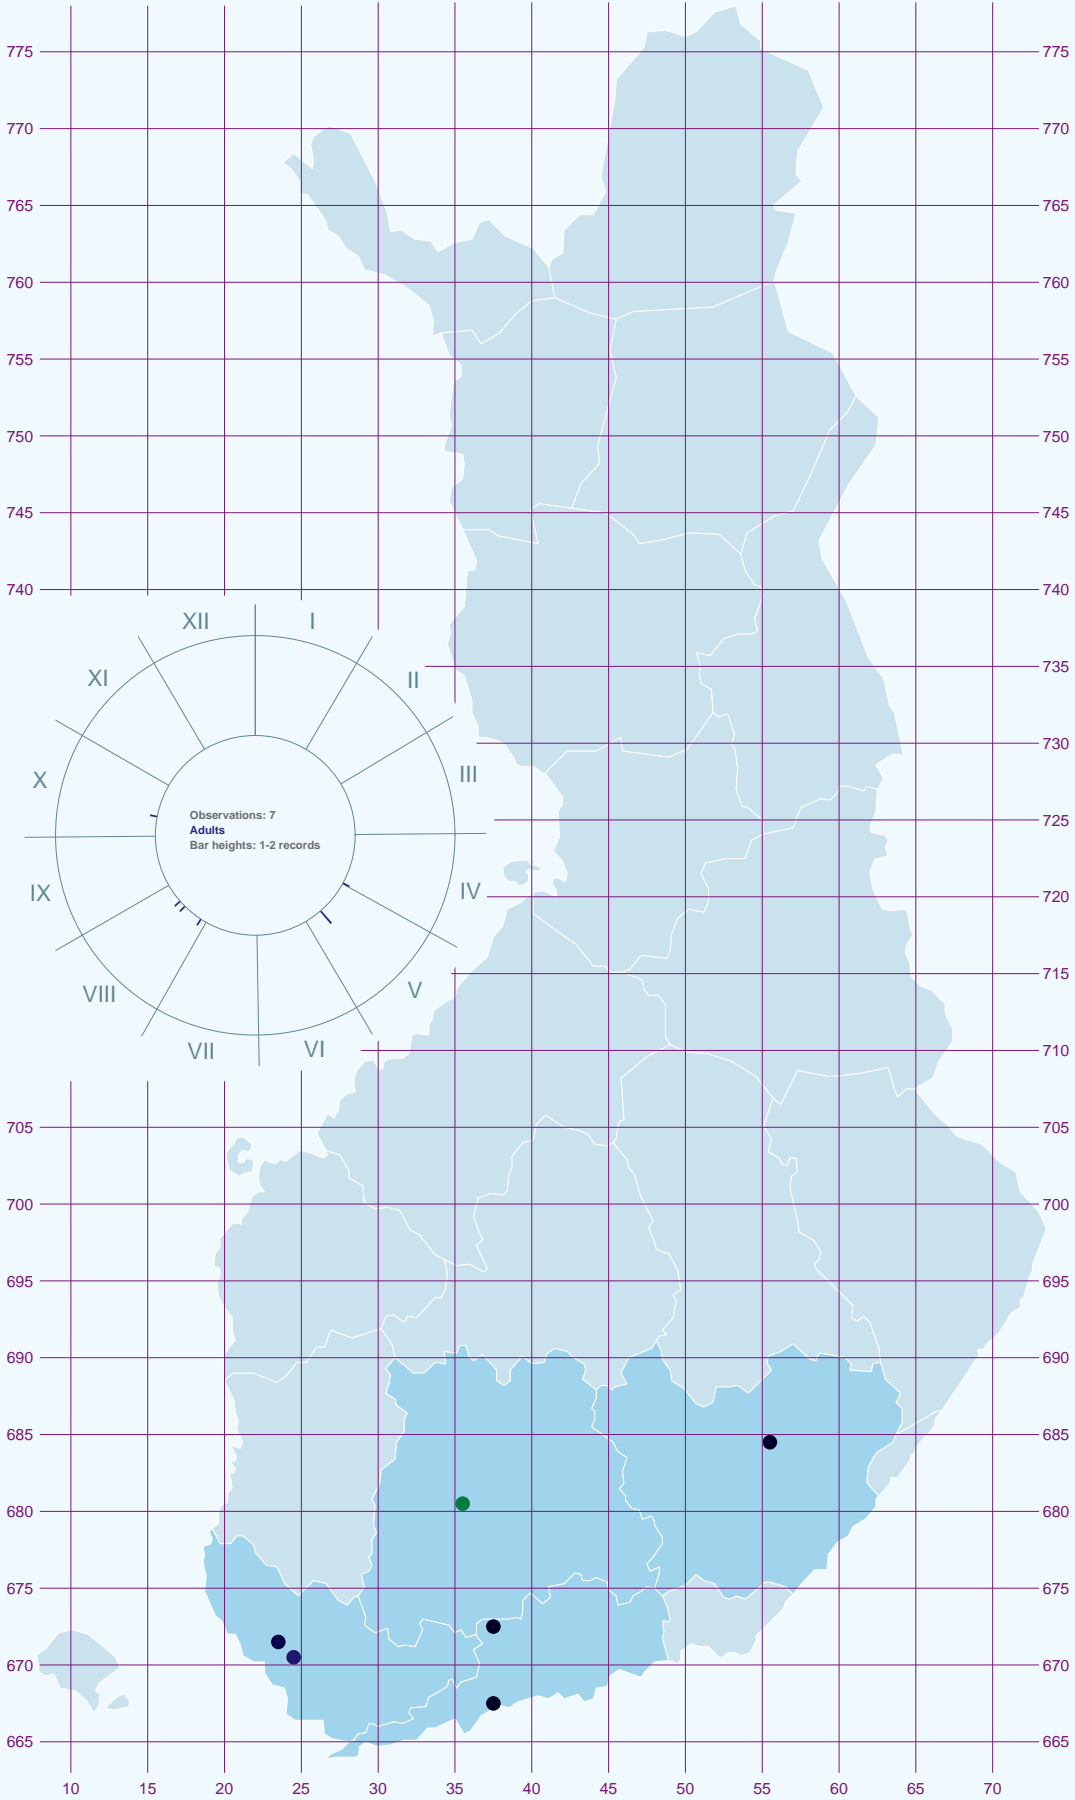 775 775
770 770
765 765
760 760
755 755
750 750
745 745
740 740
XII I
735
XI II
730
X III
Observations: 7
725
Adults
Bar heights: 1-2 records
IX IV
720
715
VIII V
VII VI
710
705 705
700 700
695 695
690 690
685 685
680 680
675 675
670 670
665 665
10 15 20 25 30 35 40 45 50 55 60 65 70